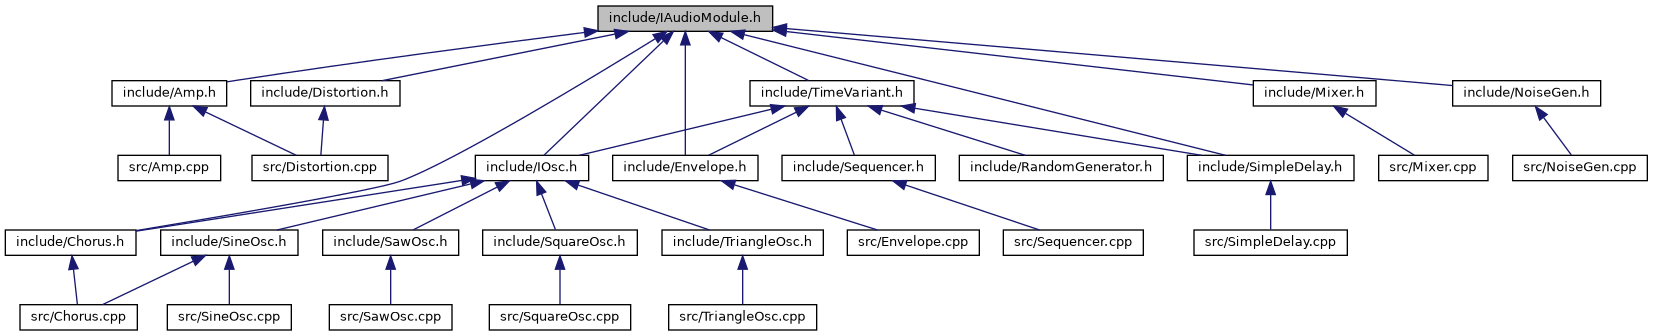 include/IAudioModule.h
include/Amp.h
include/Distortion.h
include/TimeVariant.h
include/Mixer.h
include/NoiseGen.h
src/Amp.cpp
src/Distortion.cpp
include/IOsc.h
include/Envelope.h
include/Sequencer.h
include/RandomGenerator.h
include/SimpleDelay.h
src/Mixer.cpp
src/NoiseGen.cpp
include/Chorus.h
include/SineOsc.h
include/SawOsc.h
include/SquareOsc.h
include/TriangleOsc.h
src/Envelope.cpp
src/Sequencer.cpp
src/SimpleDelay.cpp
src/Chorus.cpp
src/SineOsc.cpp
src/SawOsc.cpp
src/SquareOsc.cpp
src/TriangleOsc.cpp